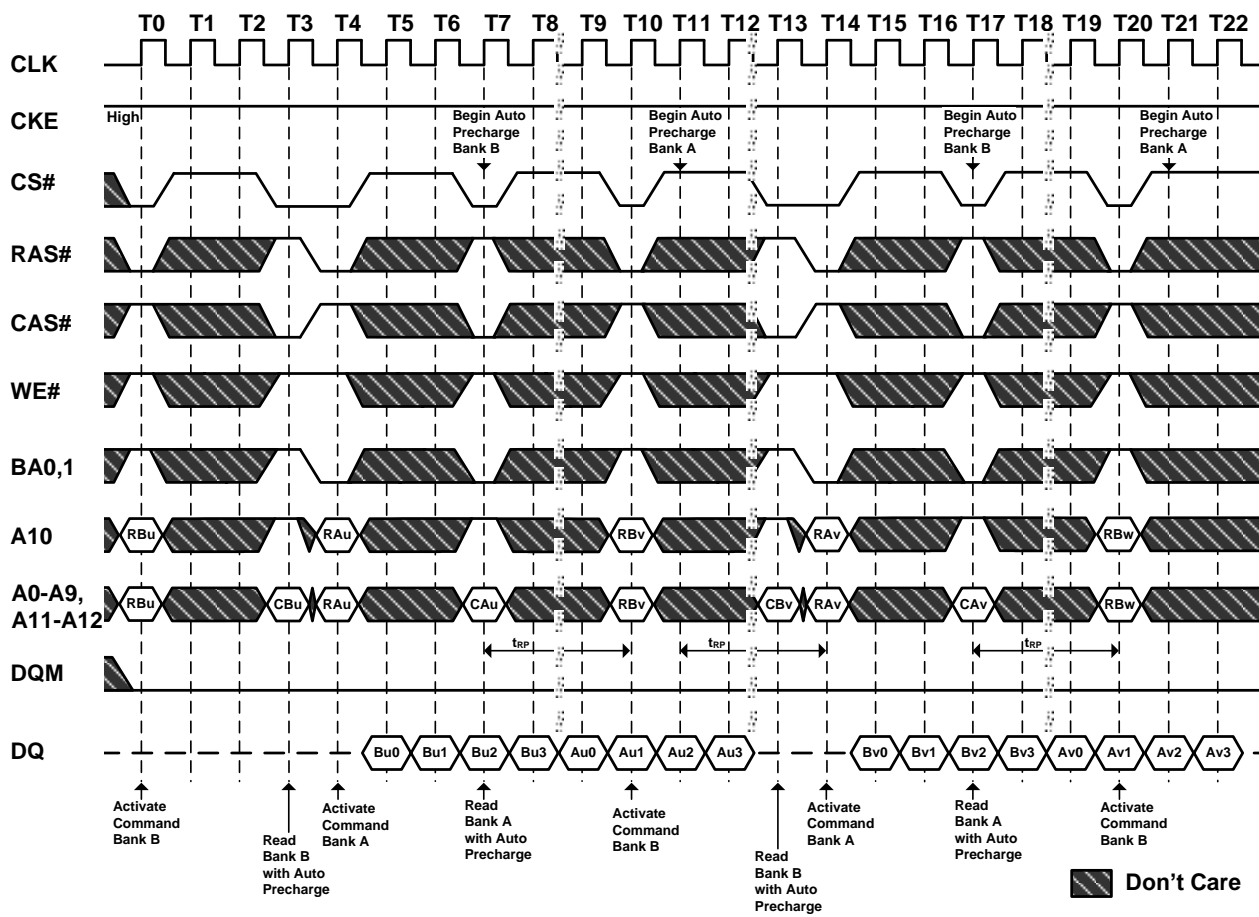 T0 T1 T2 T3 T4 T5 T6 T7 T8 T9 T10 T11 T12 T13 T14 T15 T16 T17 T18 T19 T20 T21 T22
CLK
CKE
High
Begin Auto
Precharge
Bank B
Begin Auto
Precharge
Bank A
Begin Auto
Precharge
Bank B
Begin Auto
Precharge
Bank A
CS#
RAS#
CAS#
WE#
BA0,1
A10
RBu RAu RBv RAv RBw
A0-A9,
A11-A12
RBu CBu RAu CAu RBv CBv RAv CAv RBw
tRP tRP tRP
DQM
DQ
Bu0 Bu1 Bu2 Bu3 Au0 Au1 Au2 Au3 Bv0 Bv1 Bv2 Bv3 Av0 Av1 Av2 Av3
Activate
Command
Bank B
Read
Bank B
with Auto
Precharge
Activate
Command
Bank A
Read
Bank A
with Auto
Precharge
Activate
Command
Bank B
Read
Bank B
with Auto
Precharge
Activate
Command
Bank A
Read
Bank A
with Auto
Precharge
Activate
Command
Bank B
Don't Care